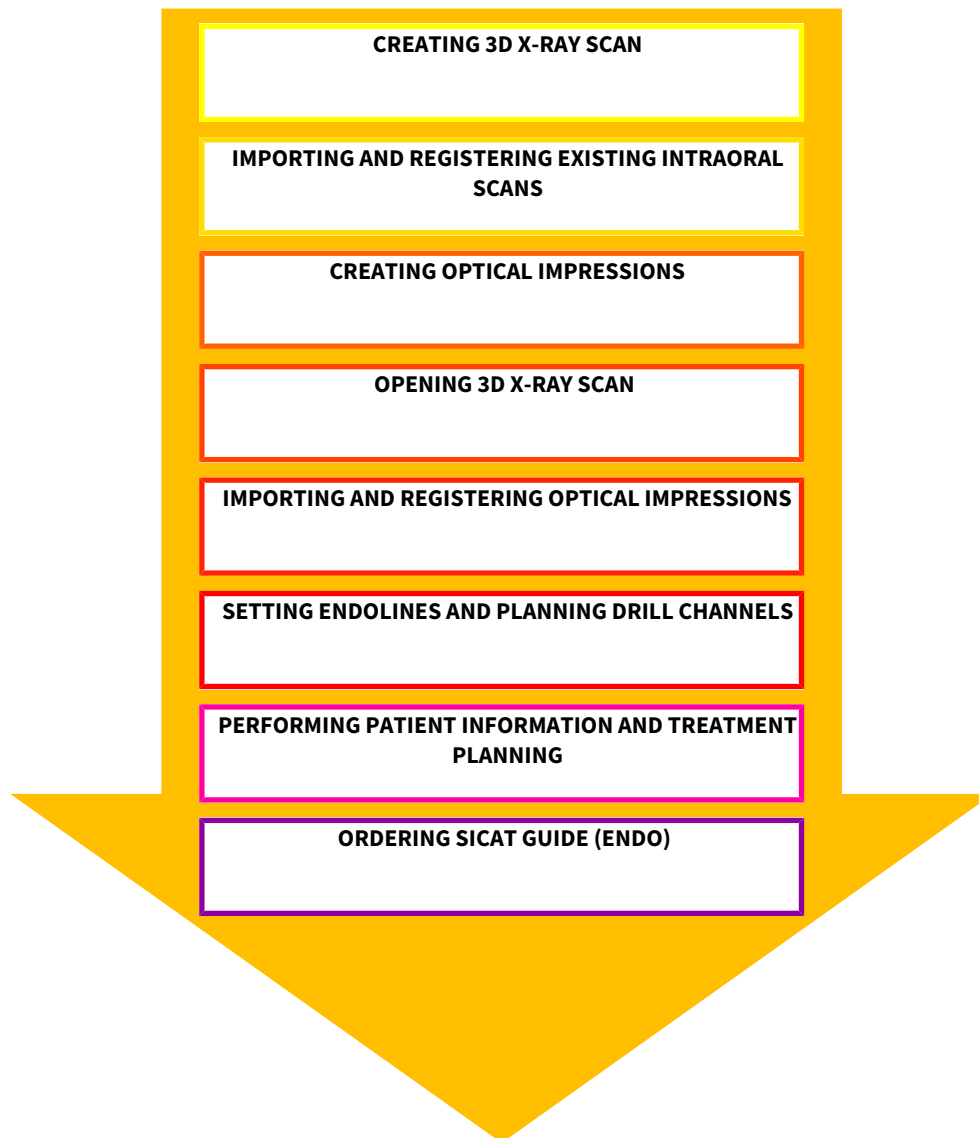 CREATING 3D X-RAY SCAN
IMPORTING AND REGISTERING EXISTING INTRAORAL
SCANS
CREATING OPTICAL IMPRESSIONS
OPENING 3D X-RAY SCAN
IMPORTING AND REGISTERING OPTICAL IMPRESSIONS
SETTING ENDOLINES AND PLANNING DRILL CHANNELS
PERFORMING PATIENT INFORMATION AND TREATMENT
PLANNING
ORDERING SICAT GUIDE (ENDO)